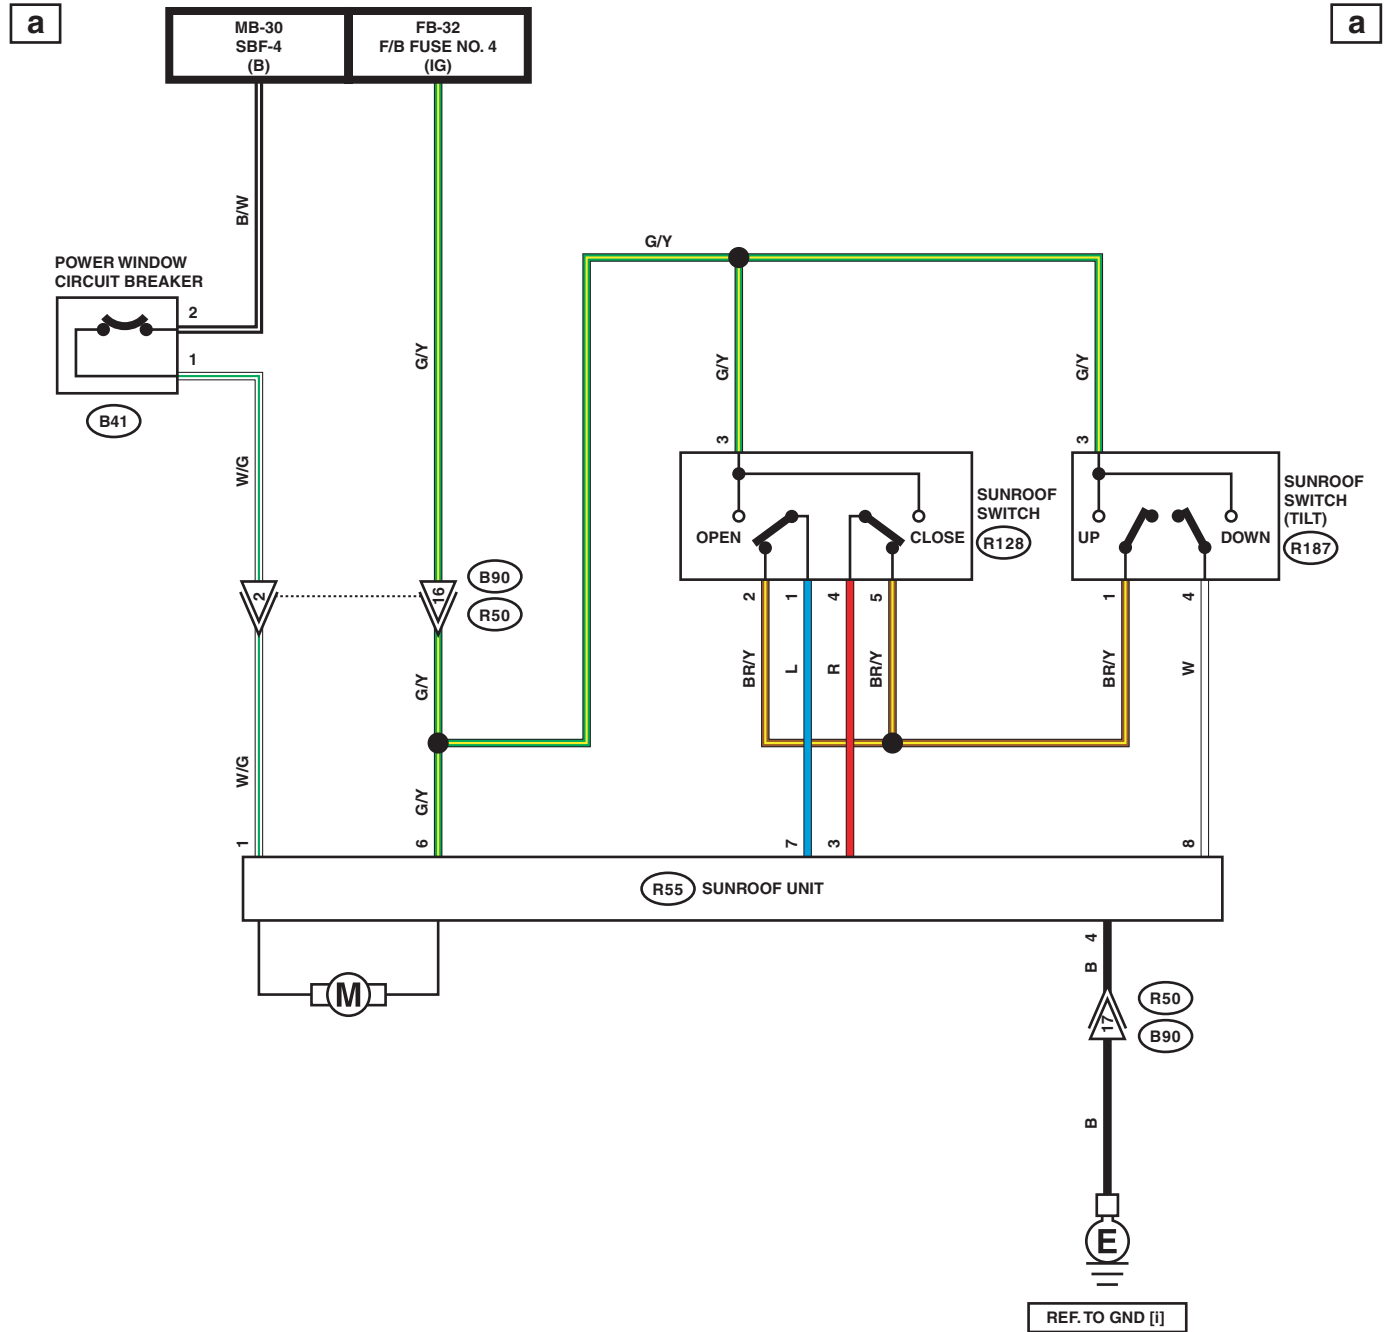 a
a
MB-30
SBF-4
(B)
FB-32
F/B FUSE NO. 4
(IG)
B/W
POWER WINDOW
CIRCUIT BREAKER
2
1
B41
W/G
G/Y
G/Y
G/Y
G/Y
3
3
OPEN
CLOSE
SUNROOF
SWITCH
R128
UP
DOWN
SUNROOF
SWITCH
(TILT)
R187
2
16
B90
R50
2
1
4
5
1
4
BR/Y
L
R
BR/Y
BR/Y
W
G/Y
W/G
G/Y
1
6
7
3
8
R55 SUNROOF UNIT
M
4
B
17
R50
B90
B
E
REF. TO GND [i]